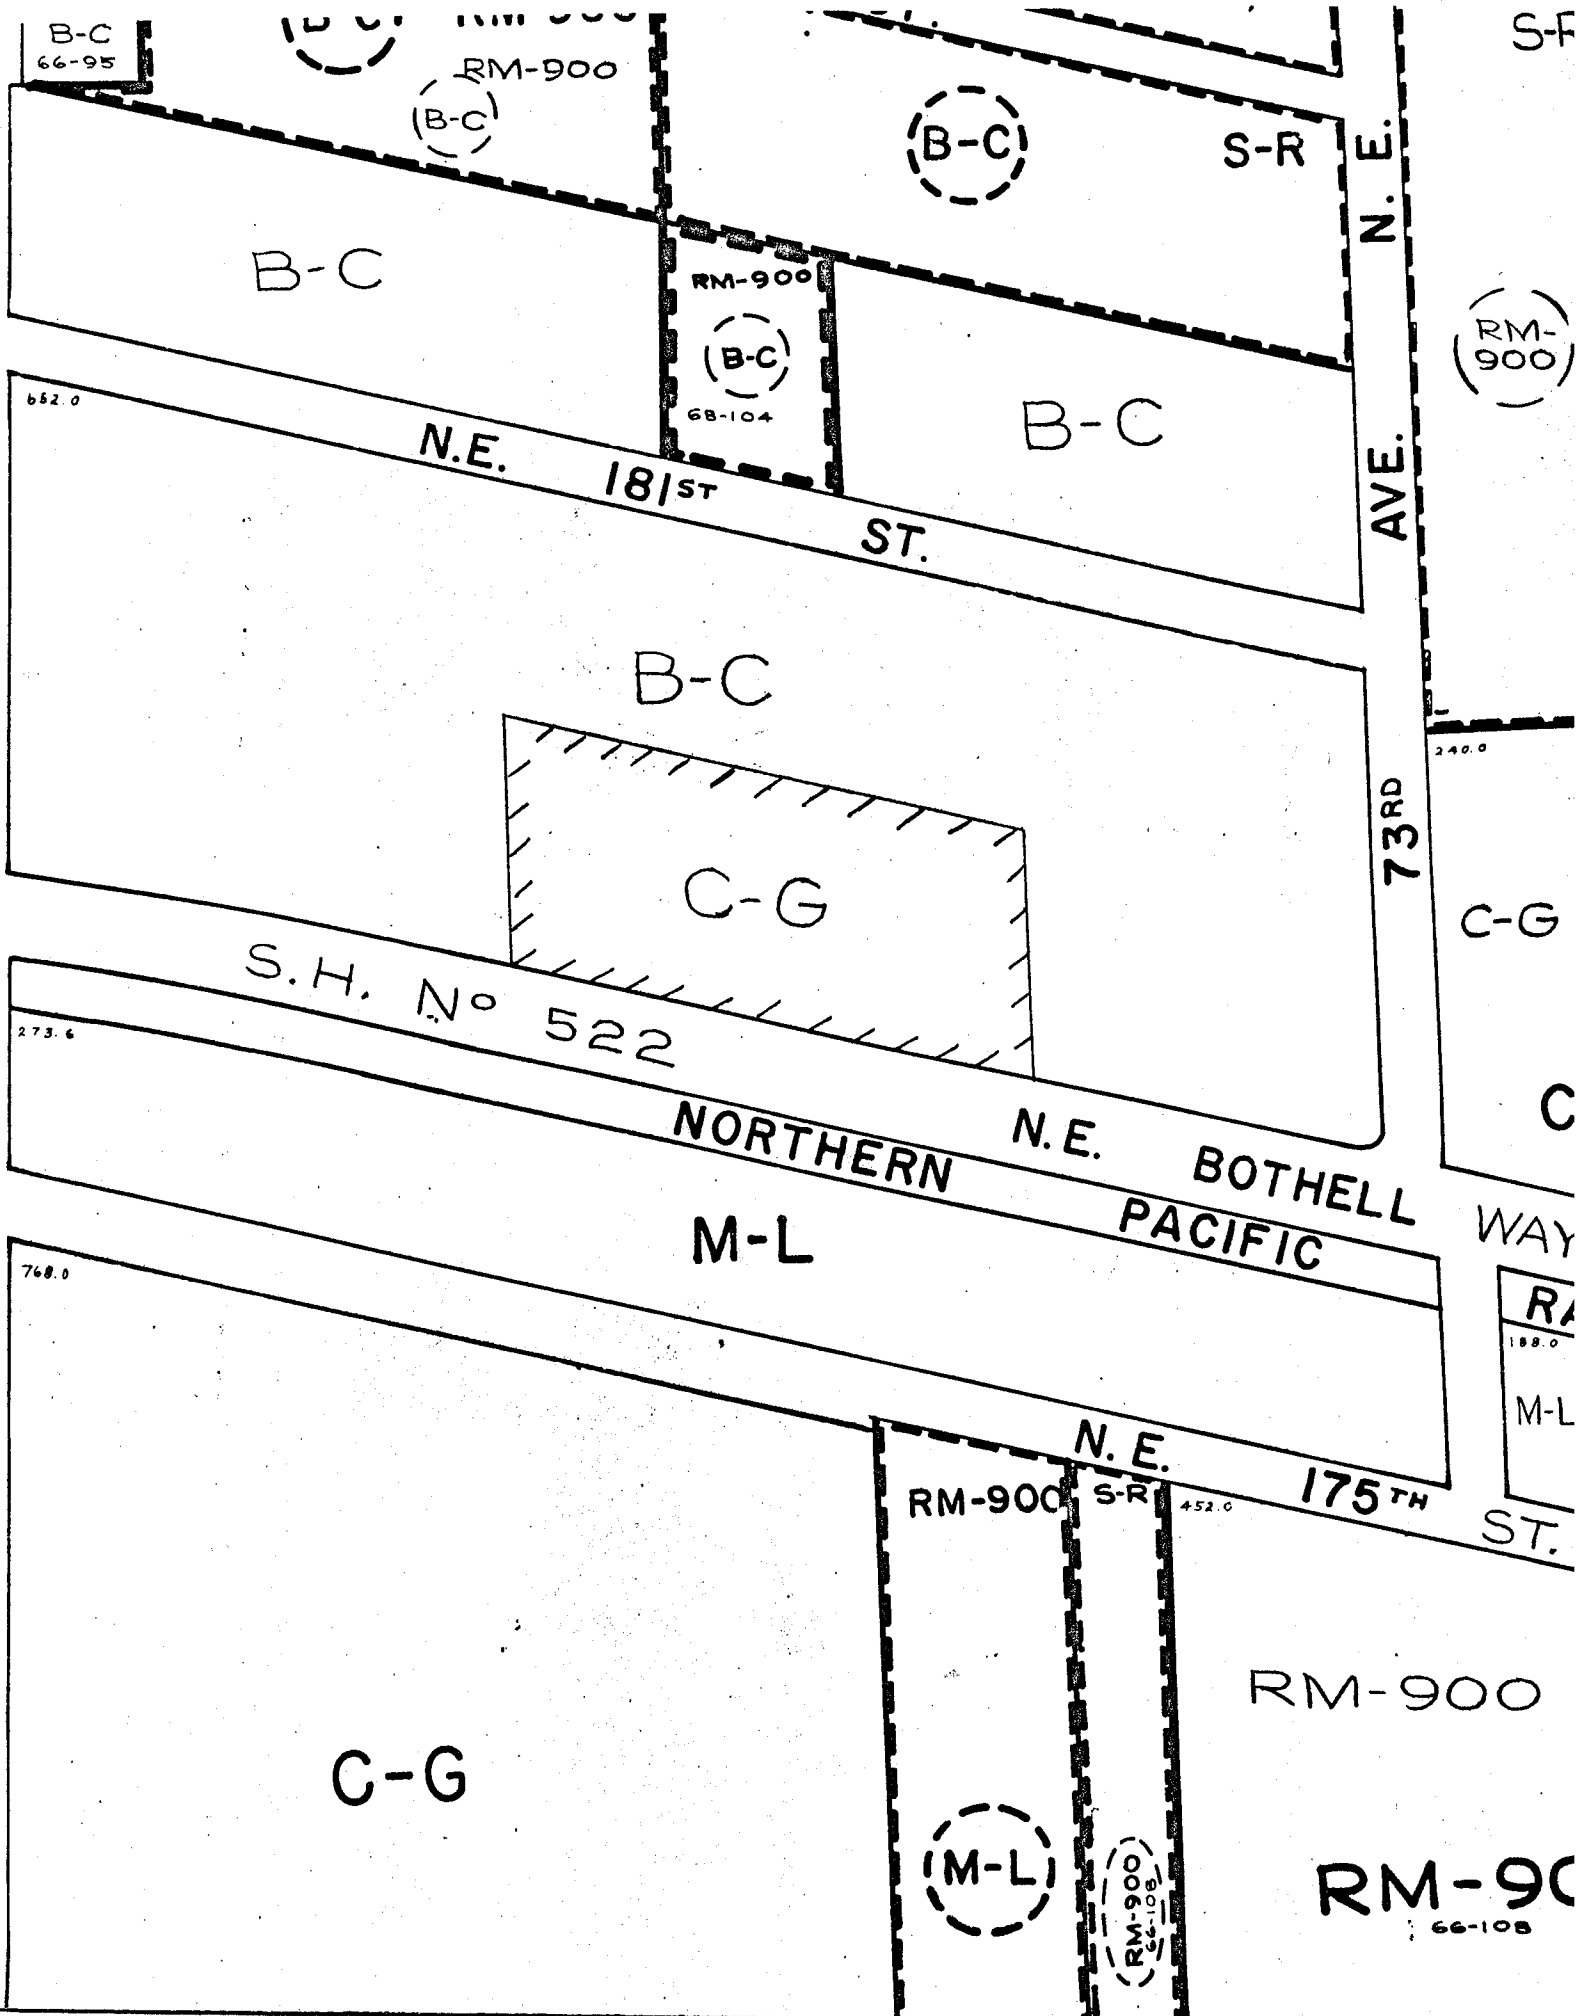 B-C
66-95
RM-900
B-C
B-C
S-R
N. E.
B-C
RM-900
B-C
68-104
RM-
900
B-C
AVE.
652.0
N.E. 181ST ST.
B-C
240.0
73RD
C-G
C-G
S.H. No 522
273.6
N.E. BOTHELL WAY
NORTHERN PACIFIC
M-L
768.0
188.0
M-L
N. E. 175TH ST.
RM-900
S-R
452.0
RM-900
C-G
M-L
RM-900
66-108
66-108